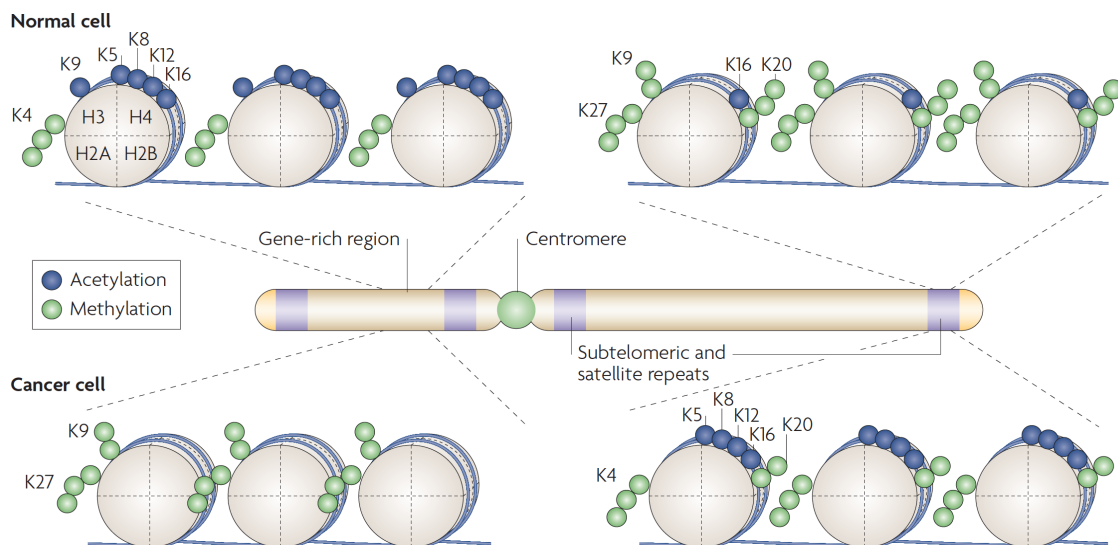 Normal cell
K9
K5
K8
K12
K16
K4
H3
H4
H2A
H2B
K9
K16
K20
K27
Gene-rich region
Centromere
Acetylation
Methylation
Subtelomeric and
satellite repeats
Cancer cell
K9
K27
K5
K8
K12
K16
K20
K4